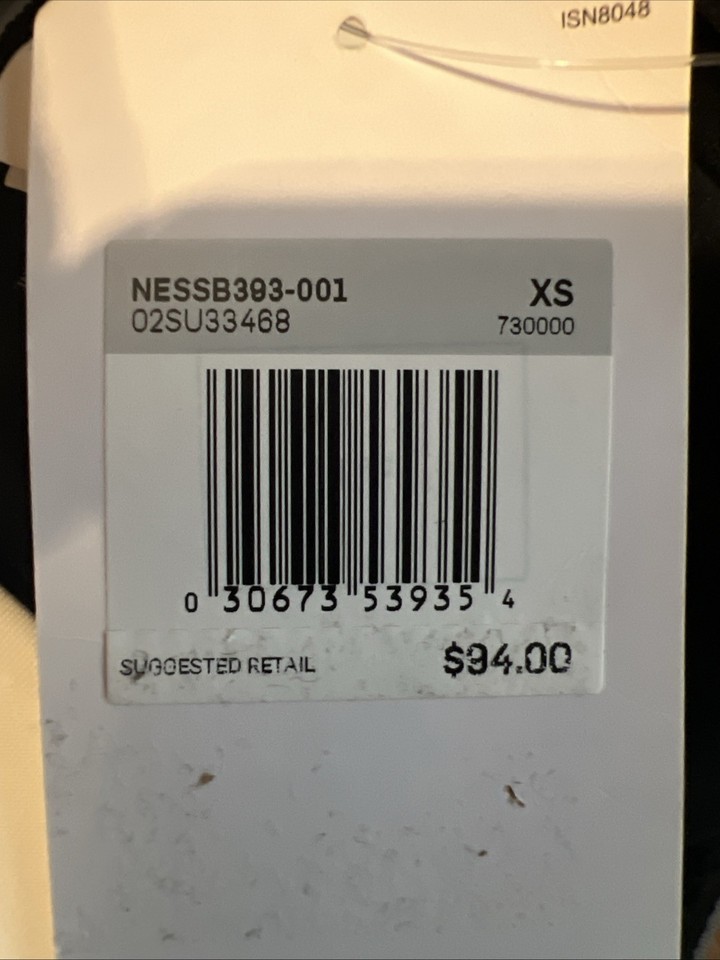 ISN8048
NESSB393-001 XS
02SU33468 730000
0 30673 53935 4
SUGGESTED RETAIL $94.00